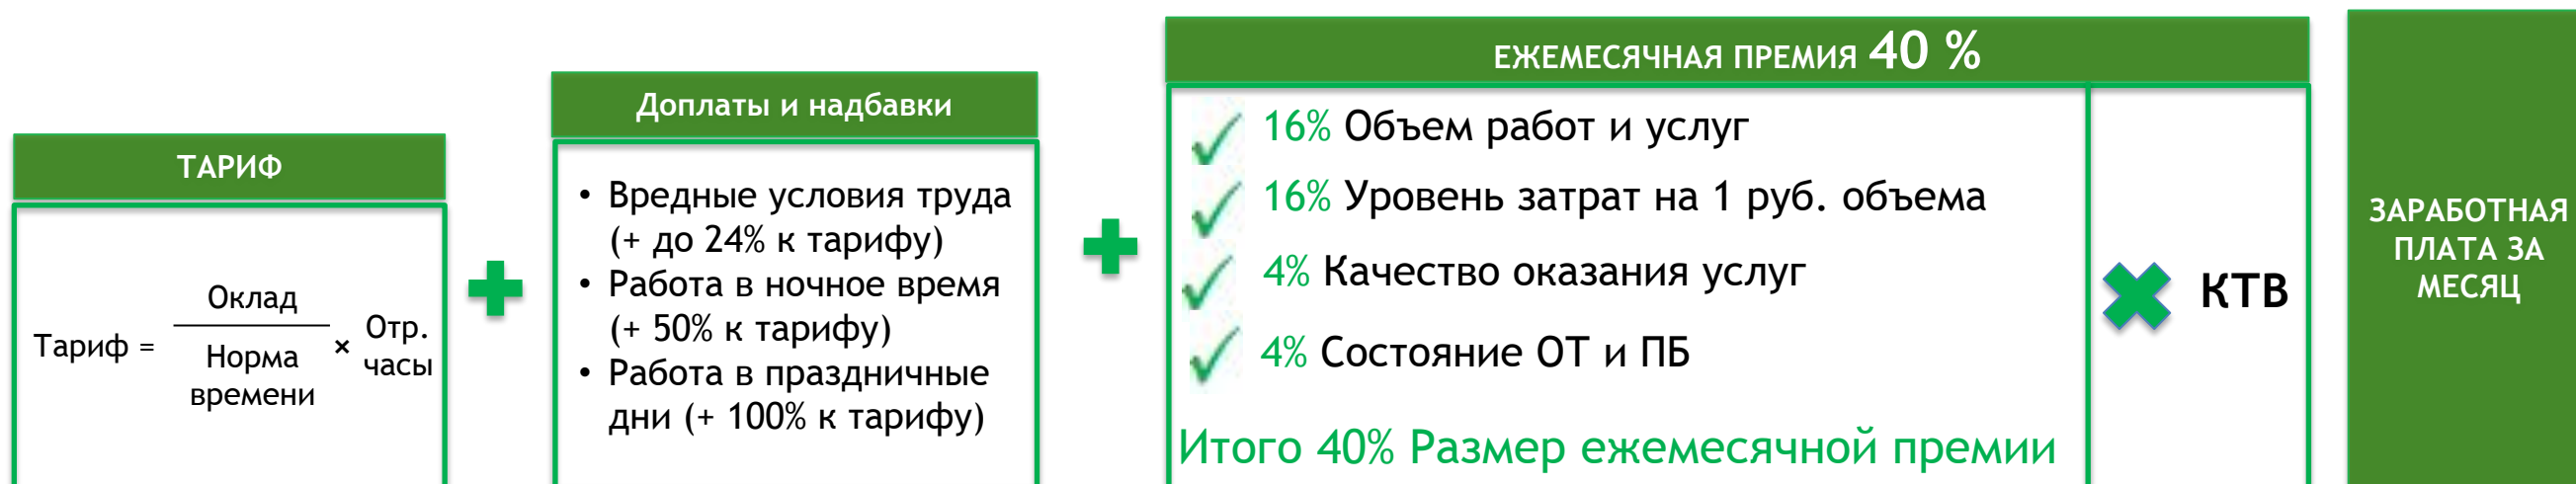 ТАРИФ
Тариф =
Оклад
Норма
времени
×
Отр.
часы
Доплаты и надбавки
• Вредные условия труда
(+ до 24% к тарифу)
• Работа в ночное время
(+ 50% к тарифу)
• Работа в праздничные
дни (+ 100% к тарифу)
ЕЖЕМЕСЯЧНАЯ ПРЕМИЯ 40 %
16% Объем работ и услуг
16% Уровень затрат на 1 руб. объема
4% Качество оказания услуг
4% Состояние ОТ и ПБ
Итого 40% Размер ежемесячной премии
КТВ
ЗАРАБОТНАЯ
ПЛАТА ЗА
МЕСЯЦ